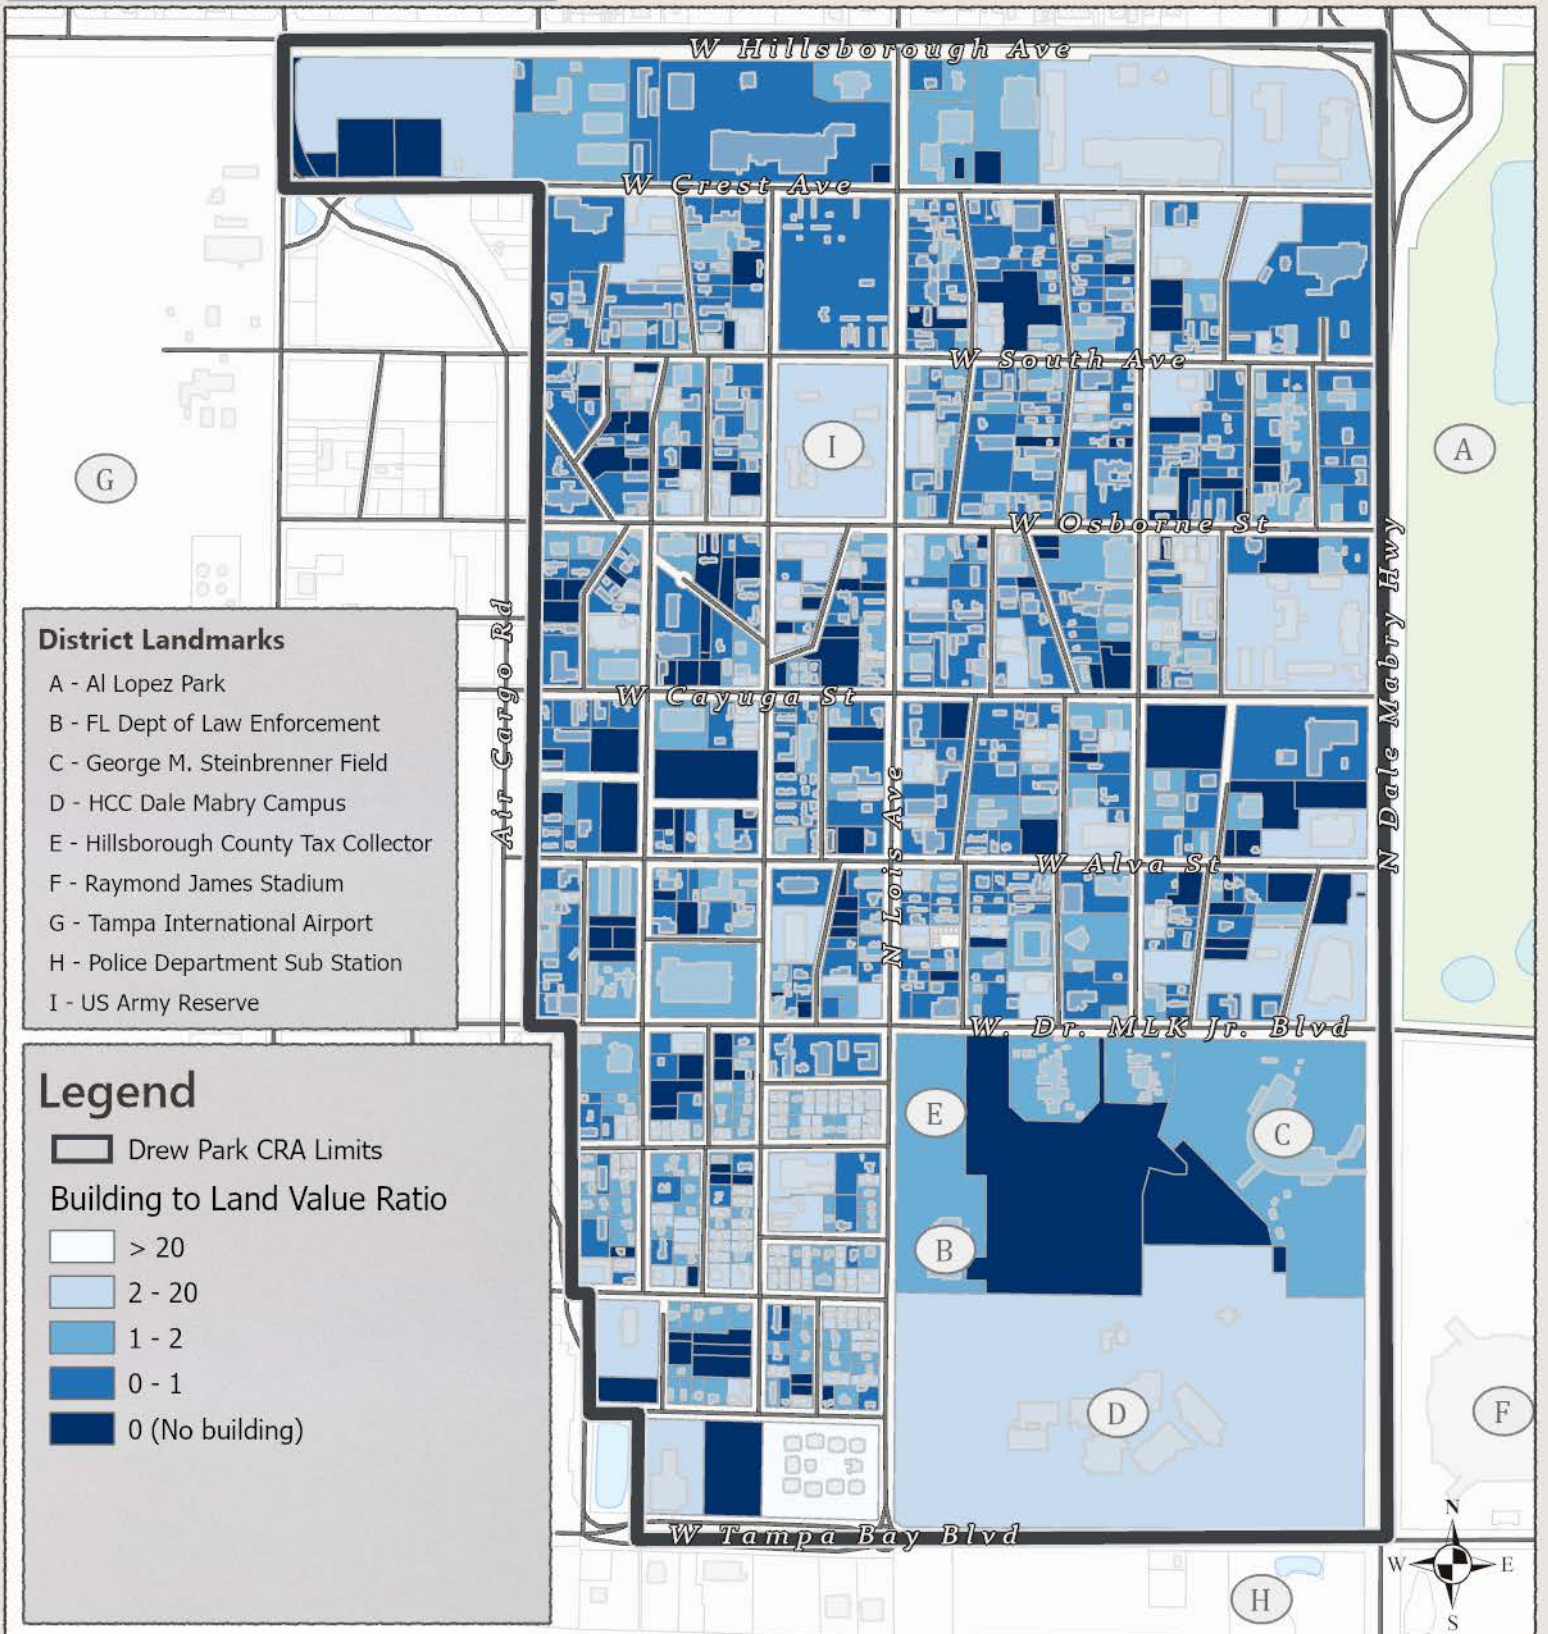 W Hillsborough Ave
W Crest Ave
W South Ave
I
A
G
W Osborne St
N Dale Mabry Hwy
Air Cargo Rd
District Landmarks
A - Al Lopez Park
B - FL Dept of Law Enforcement
C - George M. Steinbrenner Field
D - HCC Dale Mabry Campus
E - Hillsborough County Tax Collector
F - Raymond James Stadium
G - Tampa International Airport
H - Police Department Sub Station
I - US Army Reserve
W Cayuga St
N Lois Ave
W Alva St
W. Dr. MLK Jr. Blvd
Legend
Drew Park CRA Limits
Building to Land Value Ratio
> 20
2 - 20
1 - 2
0 - 1
0 (No building)
E
C
B
D
F
W Tampa Bay Blvd
H
N
W
E
S